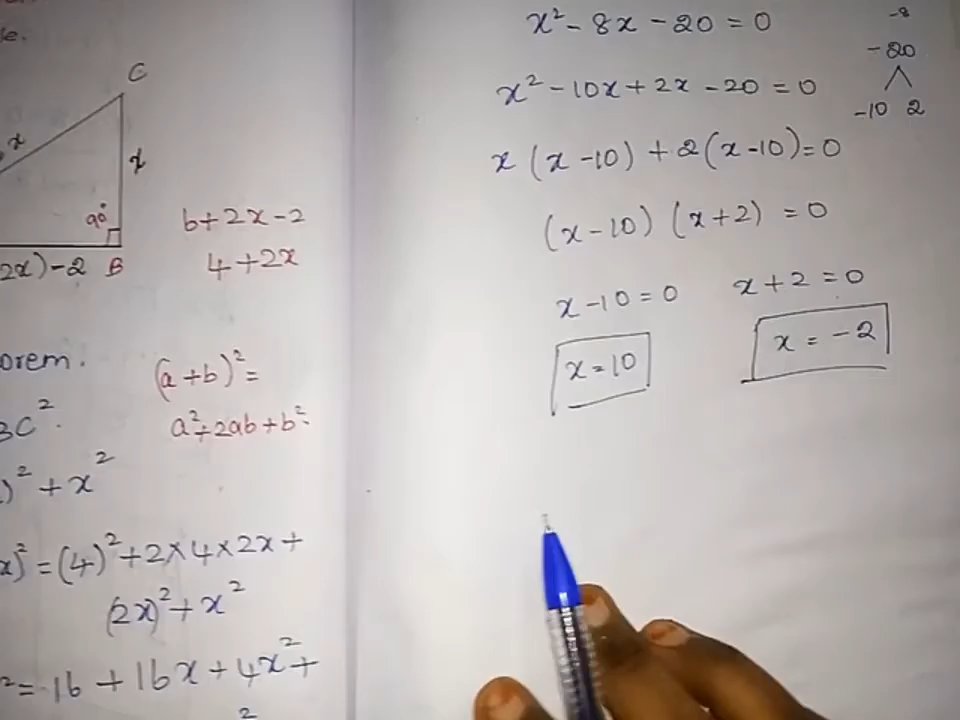 C
x
x
90°
2x)-2 B
6+2x-2
4+2x
orem.
(a+b)²=
a²+2ab+b².
BC².
)²+x²
x)²=(4)²+2×4×2x+
(2x)²+x²
²=16+16x+4x²+
x²-8x-20=0
-8
-20
-10 2
x²-10x+2x-20=0
x(x-10)+2(x-10)=0
(x-10)(x+2)=0
x-10=0 x+2=0
x=10 x=-2